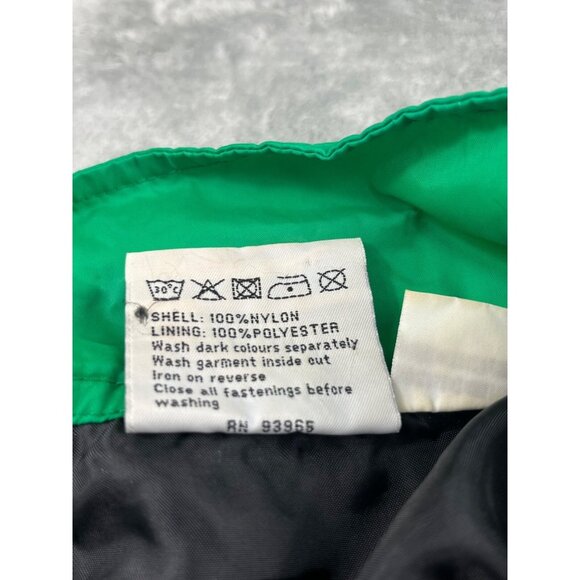 30°C
SHELL: 100%NYLON
LINING: 100%POLYESTER
Wash dark colours separately
Wash garment inside out
Iron on reverse
Close all fastenings before
washing
RN 93965